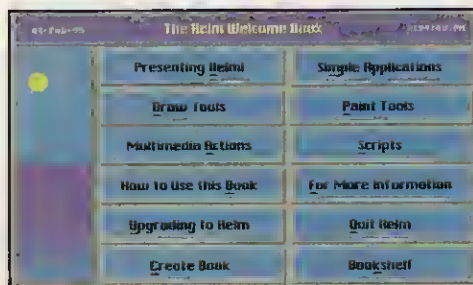 The Helm Welcome Book
Presenting Helm!
Simple Applications
Draw Tools
Paint Tools
Multimedia Actions
Scripts
How to Use this Book
For More Information
Upgrading to Helm
Quit Helm
Create Book
Bookshelf